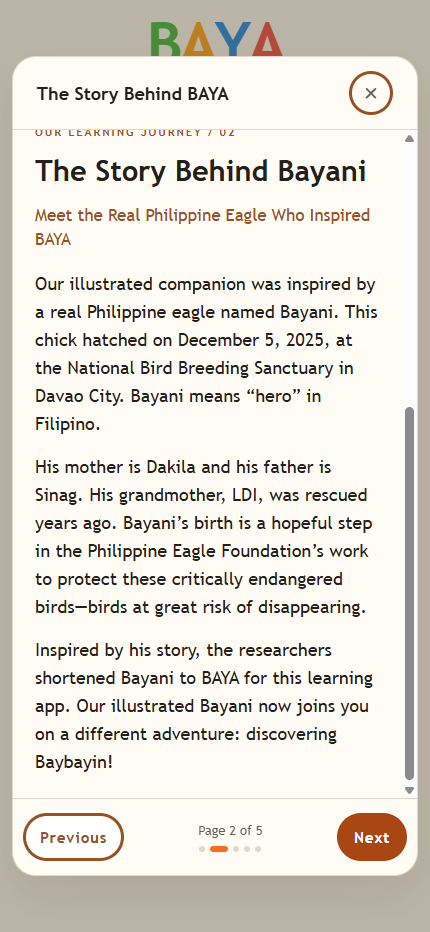 BAYA
The Story Behind BAYA
OUR LEARNING JOURNEY / 02
The Story Behind Bayani
Meet the Real Philippine Eagle Who Inspired
BAYA
Our illustrated companion was inspired by
a real Philippine eagle named Bayani. This
chick hatched on December 5, 2025, at
the National Bird Breeding Sanctuary in
Davao City. Bayani means “hero” in
Filipino.
His mother is Dakila and his father is
Sinag. His grandmother, LDI, was rescued
years ago. Bayani’s birth is a hopeful step
in the Philippine Eagle Foundation’s work
to protect these critically endangered
birds—birds at great risk of disappearing.
Inspired by his story, the researchers
shortened Bayani to BAYA for this learning
app. Our illustrated Bayani now joins you
on a different adventure: discovering
Baybayin!
Previous
Page 2 of 5
Next